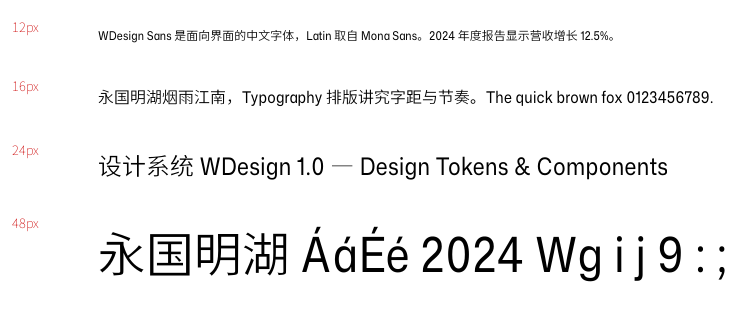 12px
WDesign Sans 是面向界面的中文字体，Latin 取自 Mona Sans。2024 年度报告显示营收增长 12.5%。
16px
永国明湖烟雨江南，Typography 排版讲究字距与节奏。The quick brown fox 0123456789.
24px
设计系统 WDesign 1.0 — Design Tokens & Components
48px
永国明湖 ÁáÉé 2024 Wg i j 9 : ;